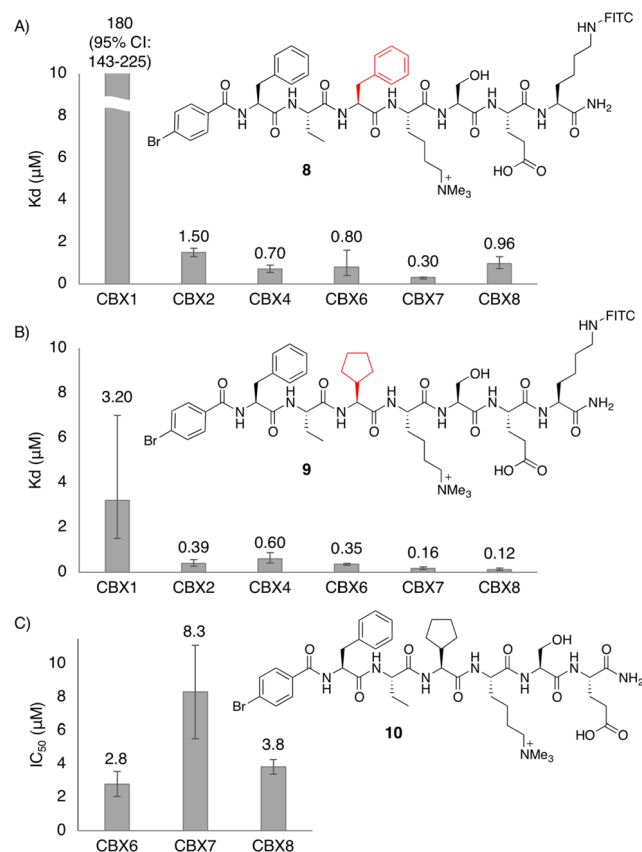 A)
180
(95% CI:
143-225)
10
8
6
4
2
0
Kd (μM)
1.50
0.70
0.80
0.30
0.96
CBX1 CBX2 CBX4 CBX6 CBX7 CBX8
Br
O
N
H
O
H
N
O
N
H
O
H
N
O
N
H
OH
O
H
N
O
N
H
O
NH2
HN
FITC
HO
O
NMe3
+
8
B)
10
8
6
4
2
0
Kd (μM)
3.20
0.39
0.60
0.35
0.16
0.12
CBX1 CBX2 CBX4 CBX6 CBX7 CBX8
Br
O
N
H
O
H
N
O
N
H
O
H
N
O
N
H
OH
O
H
N
O
N
H
O
NH2
HN
FITC
HO
O
NMe3
+
9
C)
10
8
6
4
2
0
IC50
(μM)
2.8
8.3
3.8
CBX6 CBX7 CBX8
Br
O
N
H
O
H
N
O
N
H
O
H
N
O
N
H
OH
O
H
N
O
NH2
HO
O
NMe3
+
10